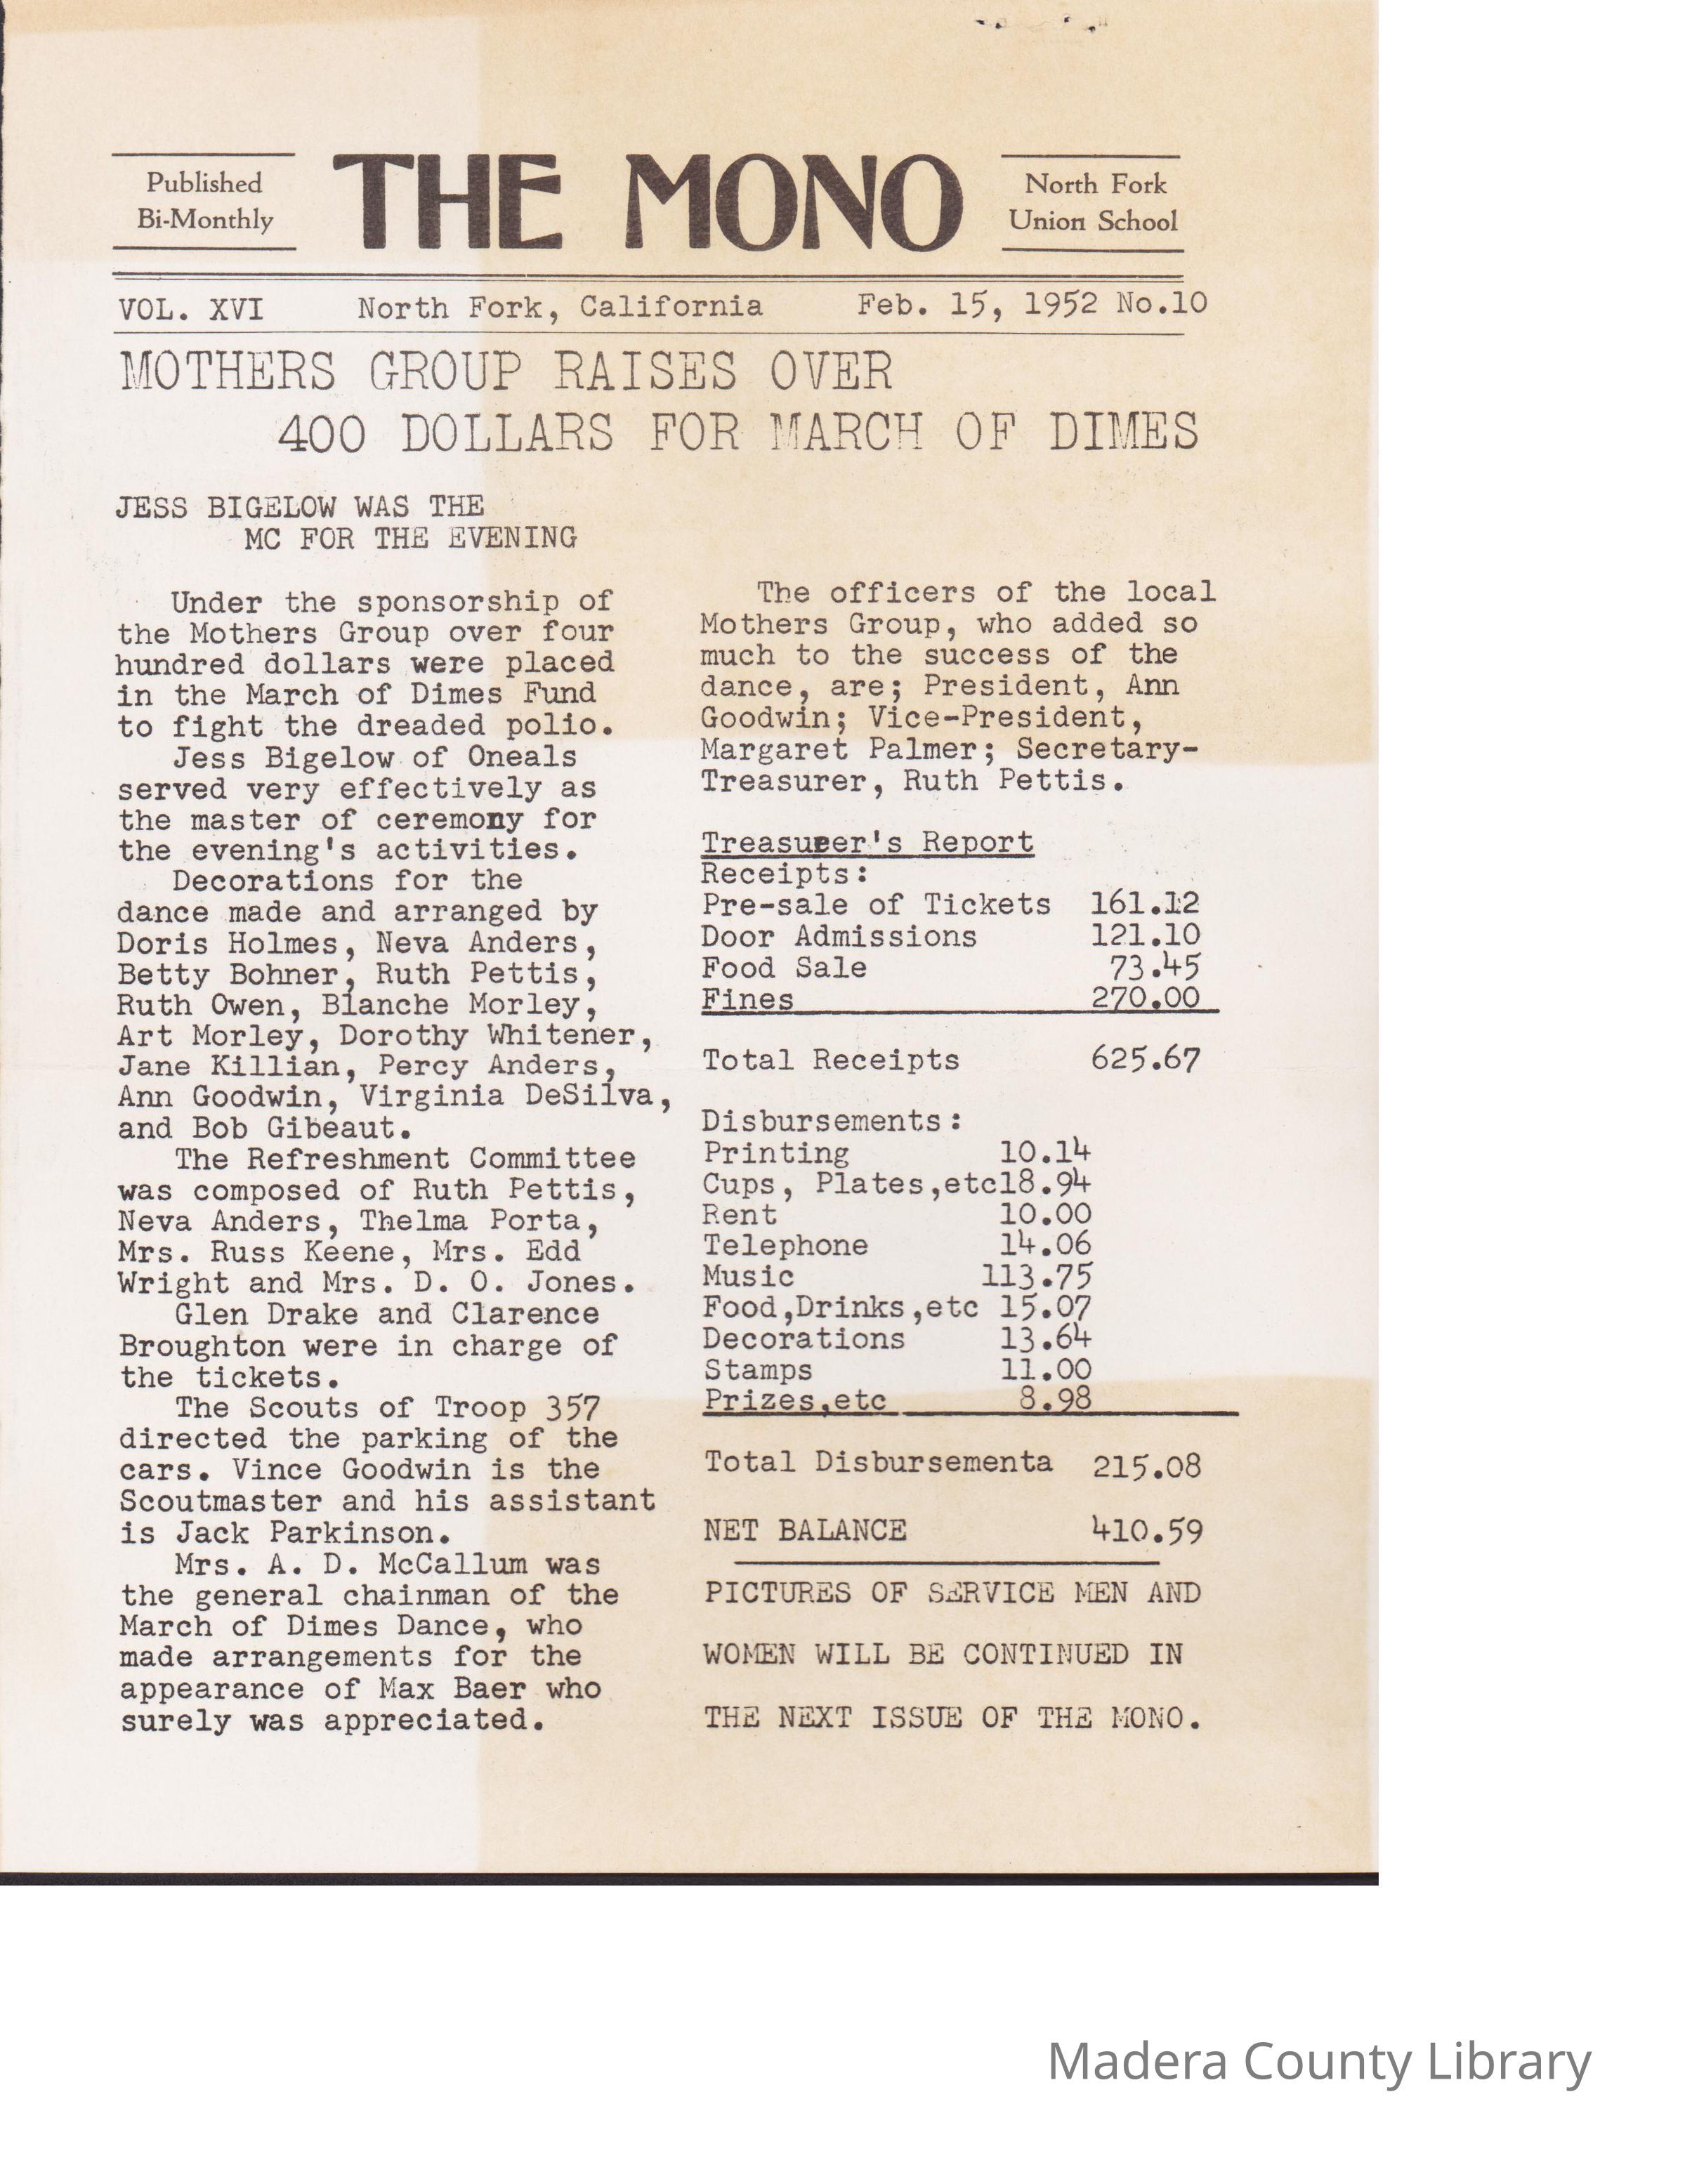 Published
Bi-Monthly
THE MONO
North Fork
Union School
VOL. XVI North Fork, California Feb. 15, 1952 No.10
MOTHERS GROUP RAISES OVER
400 DOLLARS FOR MARCH OF DIMES
JESS BIGELOW WAS THE
MC FOR THE EVENING
Under the sponsorship of
the Mothers Group over four
hundred dollars were placed
in the March of Dimes Fund
to fight the dreaded polio.
Jess Bigelow of Oneals
served very effectively as
the master of ceremony for
the evening's activities.
Decorations for the
dance made and arranged by
Doris Holmes, Neva Anders,
Betty Bohner, Ruth Pettis,
Ruth Owen, Blanche Morley,
Art Morley, Dorothy Whitener,
Jane Killian, Percy Anders,
Ann Goodwin, Virginia DeSilva,
and Bob Gibeaut.
The Refreshment Committee
was composed of Ruth Pettis,
Neva Anders, Thelma Porta,
Mrs. Russ Keene, Mrs. Edd
Wright and Mrs. D. O. Jones.
Glen Drake and Clarence
Broughton were in charge of
the tickets.
The Scouts of Troop 357
directed the parking of the
cars. Vince Goodwin is the
Scoutmaster and his assistant
is Jack Parkinson.
Mrs. A. D. McCallum was
the general chainman of the
March of Dimes Dance, who
made arrangements for the
appearance of Max Baer who
surely was appreciated.
The officers of the local
Mothers Group, who added so
much to the success of the
dance, are; President, Ann
Goodwin; Vice-President,
Margaret Palmer; Secretary-
Treasurer, Ruth Pettis.
Treasurer's Report
Receipts:
Pre-sale of Tickets 161.12
Door Admissions 121.10
Food Sale 73.45
Fines 270.00
Total Receipts 625.67
Disbursements:
Printing 10.14
Cups, Plates,etc18.94
Rent 10.00
Telephone 14.06
Music 113.75
Food,Drinks,etc 15.07
Decorations 13.64
Stamps 11.00
Prizes,etc 8.98
Total Disbursementa 215.08
NET BALANCE 410.59
PICTURES OF SERVICE MEN AND
WOMEN WILL BE CONTINUED IN
THE NEXT ISSUE OF THE MONO.
Madera County Library